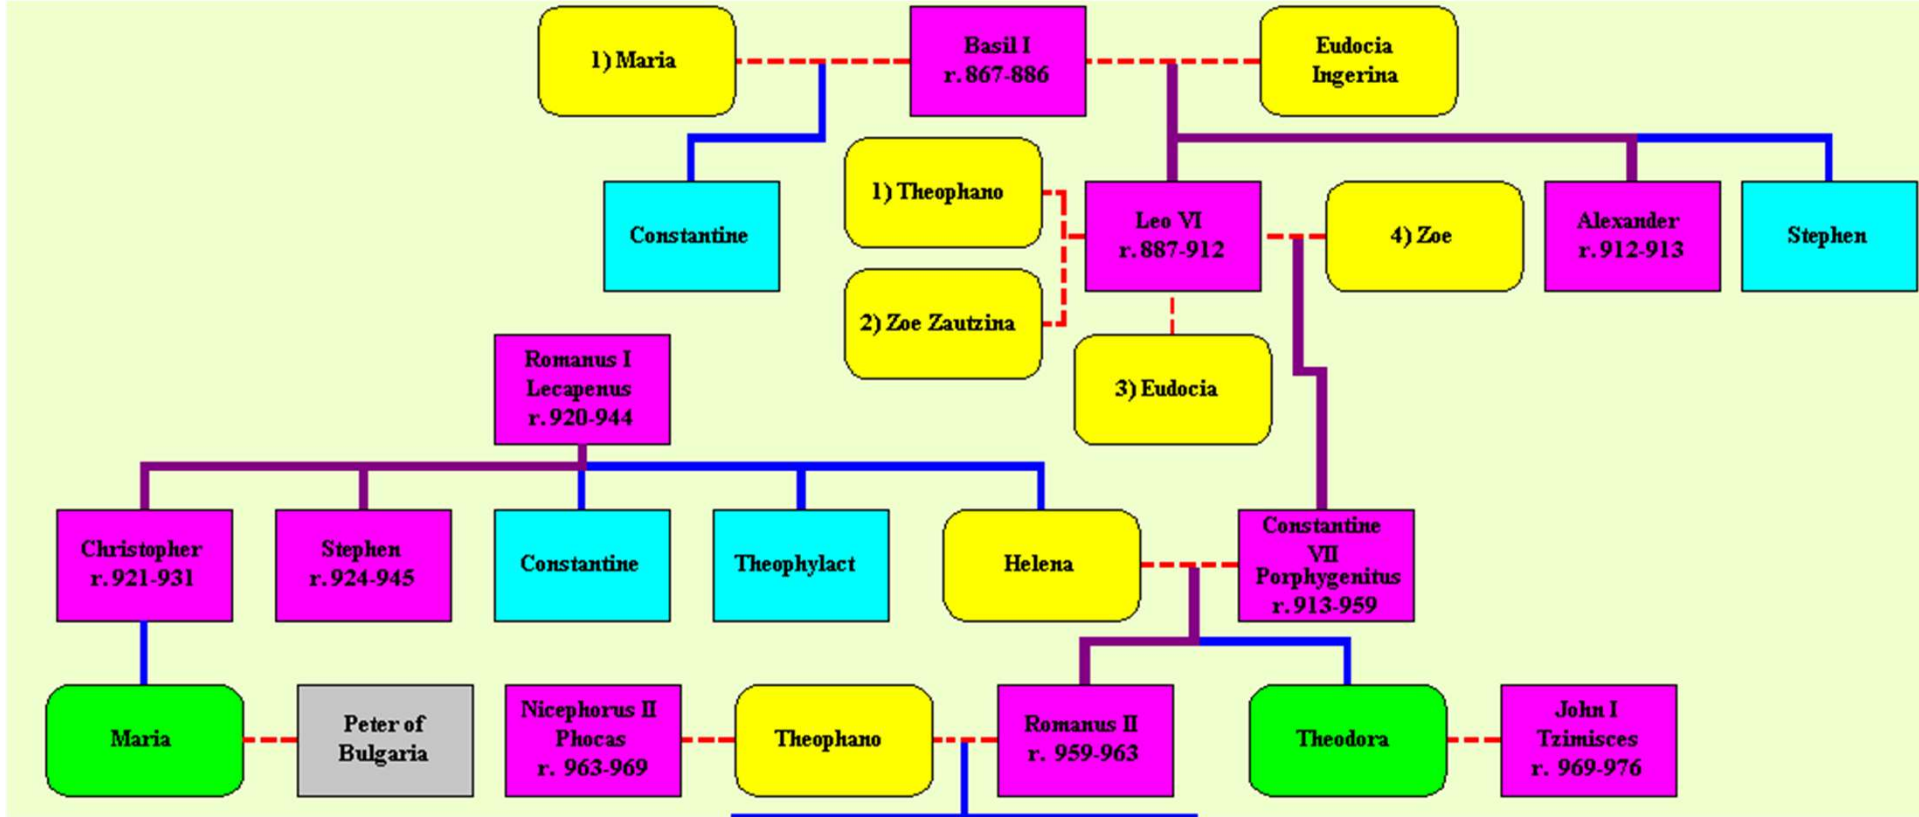 1) Maria
Basil I
r. 867-886
Eudocia
Ingerina
Constantine
1) Theophano
2) Zoe Zautzina
Leo VI
r. 887-912
3) Eudocia
4) Zoe
Alexander
r. 912-913
Stephen
Romanus I
Lecapenus
r. 920-944
Christopher
r. 921-931
Stephen
r. 924-945
Constantine
Theophylact
Helena
Constantine
VII
Porphygenitus
r. 913-959
Maria
Peter of
Bulgaria
Nicephorus II
Phocas
r. 963-969
Theophano
Romanus II
r. 959-963
Theodora
John I
Tzimisces
r. 969-976